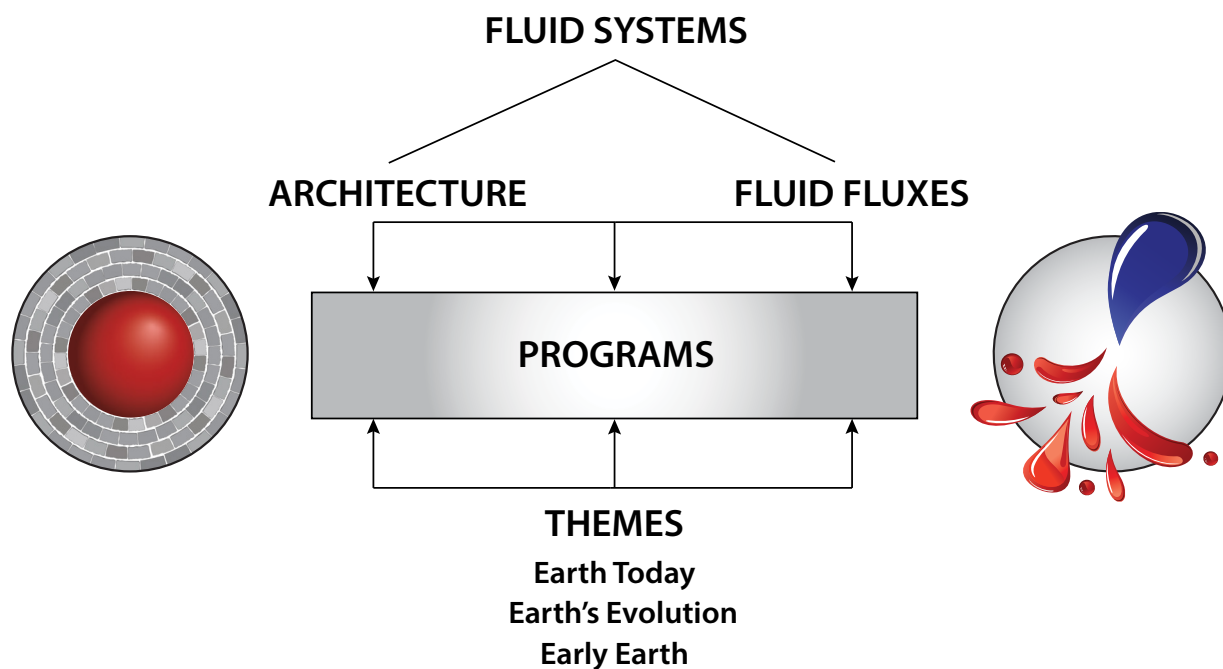 FLUID SYSTEMS
ARCHITECTURE
FLUID FLUXES
PROGRAMS
THEMES
Earth Today
Earth's Evolution
Early Earth